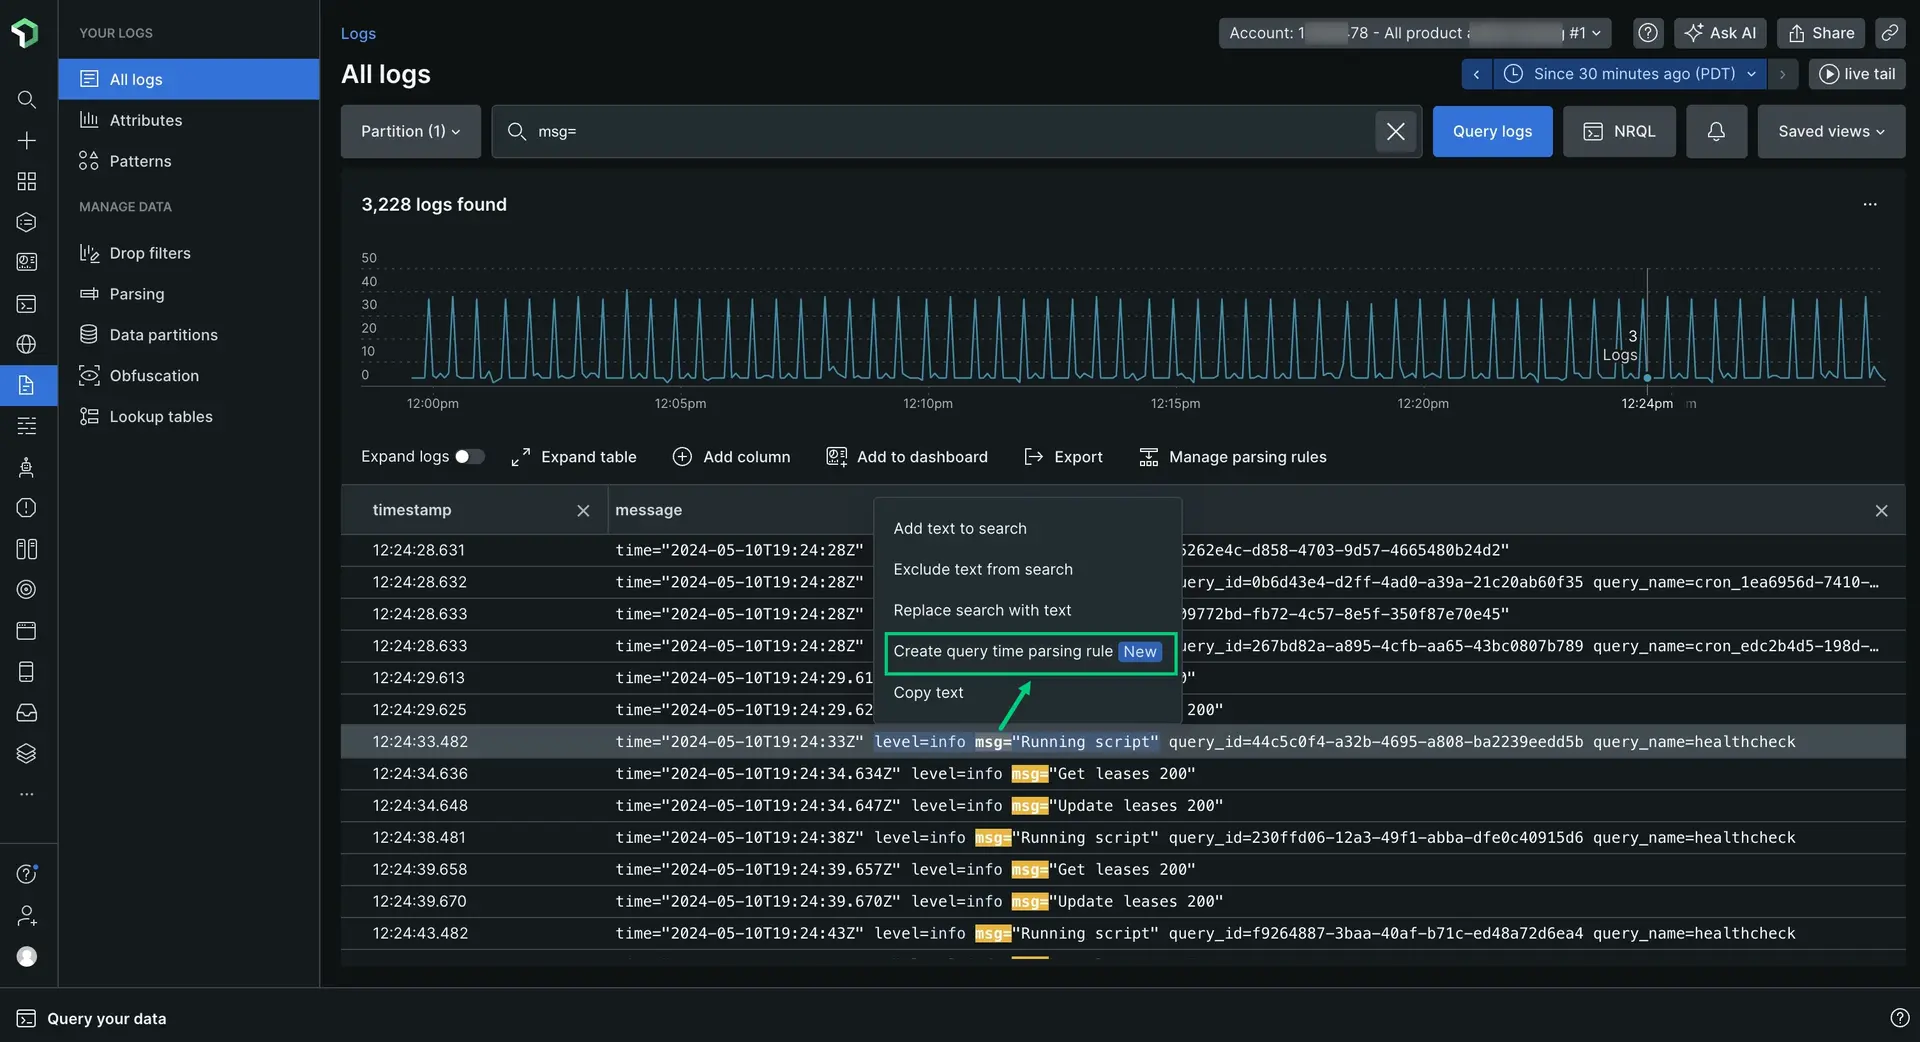 YOUR LOGS
All logs
Attributes
Patterns
MANAGE DATA
Drop filters
Parsing
Data partitions
Obfuscation
Lookup tables
Logs
Account: 1 78 - All product #1
Ask AI
Share
All logs
Since 30 minutes ago (PDT)
live tail
Partition (1)
msg=
Query logs
NRQL
Saved views
3,228 logs found
50
40
30
20
10
0
3
Logs
12:00pm
12:05pm
12:10pm
12:15pm
12:20pm
12:24pm
Expand logs
Expand table
Add column
Add to dashboard
Export
Manage parsing rules
timestamp
message
Add text to search
Exclude text from search
Replace search with text
Create query time parsing rule New
Copy text
12:24:28.631 time="2024-05-10T19:24:28Z" 5262e4c-d858-4703-9d57-4665480b24d2"
12:24:28.632 time="2024-05-10T19:24:28Z" uery_id=0b6d43e4-d2ff-4ad0-a39a-21c20ab60f35 query_name=cron_1ea6956d-7410-…
12:24:28.633 time="2024-05-10T19:24:28Z" 09772bd-fb72-4c57-8e5f-350f87e70e45"
12:24:28.633 time="2024-05-10T19:24:28Z" uery_id=267bd82a-a895-4cfb-aa65-43bc0807b789 query_name=cron_edc2b4d5-198d-…
12:24:29.613 time="2024-05-10T19:24:29.61 0"
12:24:29.625 time="2024-05-10T19:24:29.62 200"
12:24:33.482 time="2024-05-10T19:24:33Z" level=info msg="Running script" query_id=44c5c0f4-a32b-4695-a808-ba2239eedd5b query_name=healthcheck
12:24:34.636 time="2024-05-10T19:24:34.634Z" level=info msg="Get leases 200"
12:24:34.648 time="2024-05-10T19:24:34.647Z" level=info msg="Update leases 200"
12:24:38.481 time="2024-05-10T19:24:38Z" level=info msg="Running script" query_id=230ffd06-12a3-49f1-abba-dfe0c40915d6 query_name=healthcheck
12:24:39.658 time="2024-05-10T19:24:39.657Z" level=info msg="Get leases 200"
12:24:39.670 time="2024-05-10T19:24:39.670Z" level=info msg="Update leases 200"
12:24:43.482 time="2024-05-10T19:24:43Z" level=info msg="Running script" query_id=f9264887-3baa-40af-b71c-ed48a72d6ea4 query_name=healthcheck
Query your data